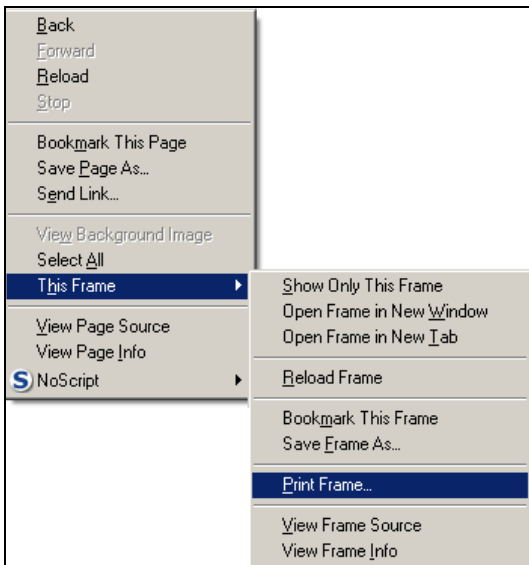 Back
Forward
Reload
Stop
Bookmark This Page
Save Page As...
Send Link...
View Background Image
Select All
This Frame
View Page Source
View Page Info
S NoScript
Show Only This Frame
Open Frame in New Window
Open Frame in New Tab
Reload Frame
Bookmark This Frame
Save Frame As...
Print Frame...
View Frame Source
View Frame Info